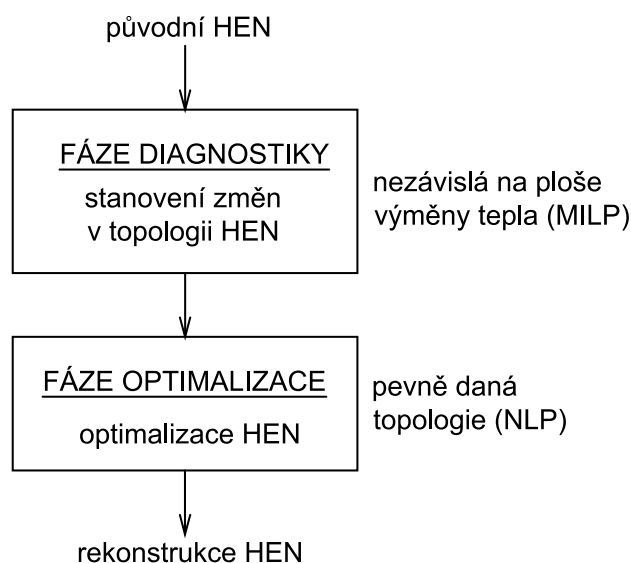 původní HEN
FÁZE DIAGNOSTIKY
stanovení změn
v topologii HEN
nezávislá na ploše
výměny tepla (MILP)
FÁZE OPTIMALIZACE
optimalizace HEN
pevně daná
topologie (NLP)
rekonstrukce HEN